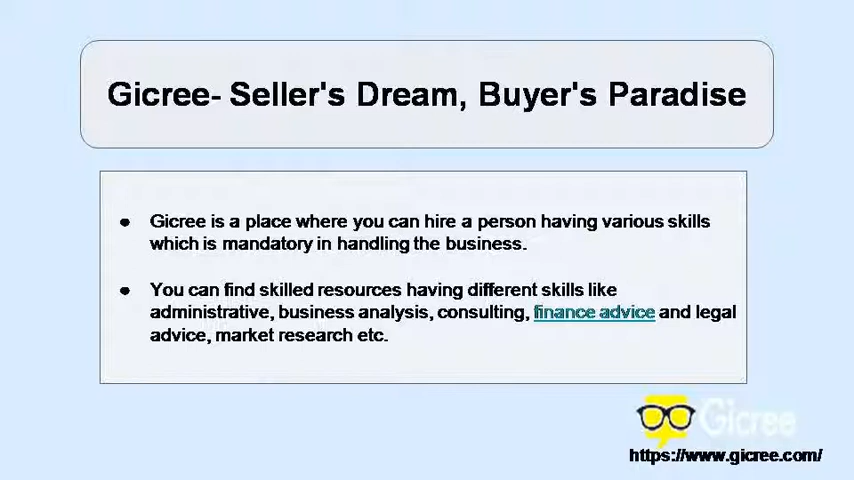 Gicree- Seller's Dream, Buyer's Paradise
● Gicree is a place where you can hire a person having various skills
which is mandatory in handling the business.
● You can find skilled resources having different skills like
administrative, business analysis, consulting, finance advice and legal
advice, market research etc.
Gicree
https://www.gicree.com/